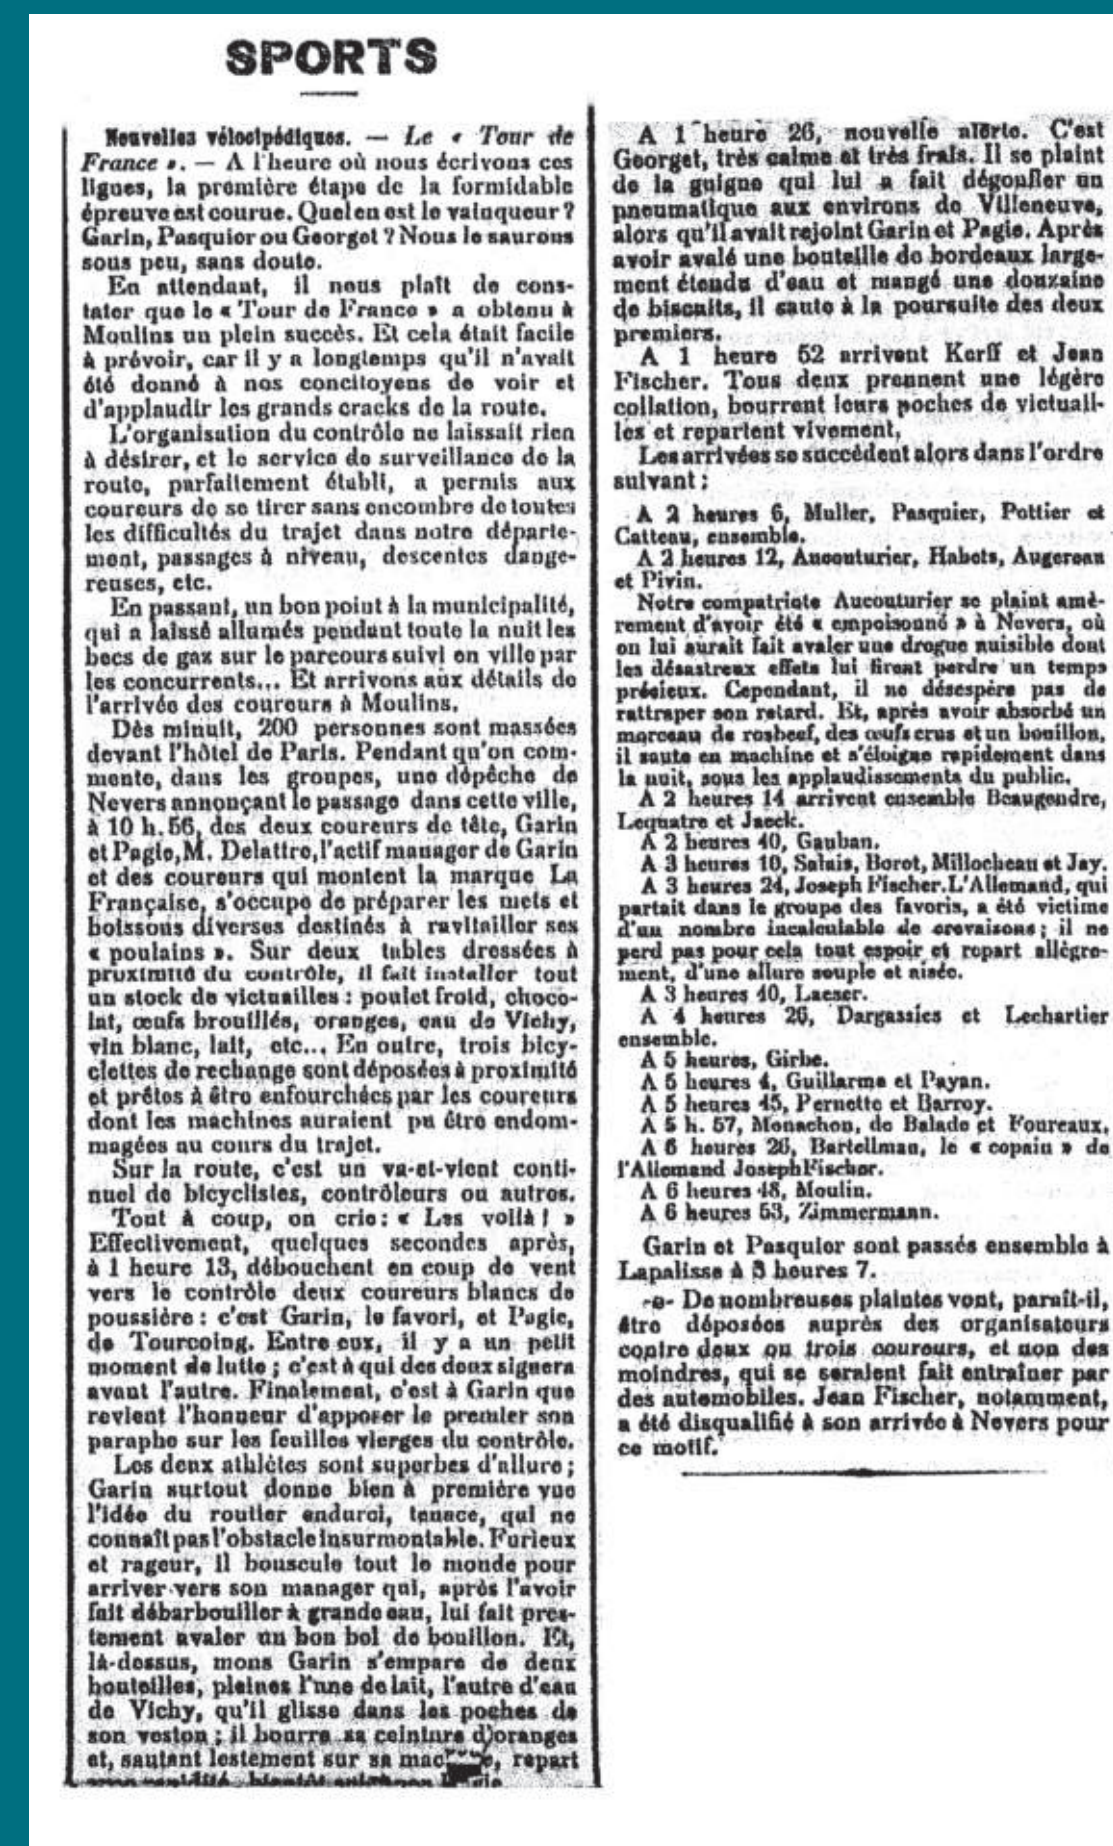 SPORTS
Nouvelles vélocipédiques. — Le « Tour de
France ». — A l'heure où nous écrivons ces
lignes, la première étape de la formidable
épreuve est courue. Quel en est le vainqueur ?
Garin, Pasquier ou Georget ? Nous le saurons
sous peu, sans doute.
En attendant, il nous plaît de cons-
tater que le « Tour de France » a obtenu à
Moulins un plein succès. Et cela était facile
à prévoir, car il y a longtemps qu'il n'avait
été donné à nos concitoyens de voir et
d'applaudir les grands cracks de la route.
L'organisation du contrôle ne laissait rien
à désirer, et le service de surveillance de la
route, parfaitement établi, a permis aux
coureurs de se tirer sans encombre de toutes
les difficultés du trajet dans notre départe-
ment, passages à niveau, descentes dange-
reuses, etc.
En passant, un bon point à la municipalité,
qui a laissé allumés pendant toute la nuit les
becs de gaz sur le parcours suivi en ville par
les concurrents... Et arrivons aux détails de
l'arrivée des coureurs à Moulins.
Dès minuit, 200 personnes sont massées
devant l'hôtel de Paris. Pendant qu'on com-
mente, dans les groupes, une dépêche de
Nevers annonçant le passage dans cette ville,
à 10 h. 56, des deux coureurs de tête, Garin
et Pagie, M. Delattre, l'actif manager de Garin
et des coureurs qui montent la marque La
Française, s'occupe de préparer les mets et
boissons diverses destinés à ravitailler ses
« poulains ». Sur deux tables dressées à
proximité du contrôle, il fait installer tout
un stock de victuailles : poulet froid, choco-
lat, œufs brouillés, oranges, eau de Vichy,
vin blanc, lait, etc... En outre, trois bicy-
clettes de rechange sont déposées à proximité
et prêtes à être enfourchées par les coureurs
dont les machines auraient pu être endom-
magées au cours du trajet.
Sur la route, c'est un va-et-vient conti-
nuel de bicyclistes, contrôleurs ou autres.
Tout à coup, on crie : « Les voilà ! »
Effectivement, quelques secondes après,
à 1 heure 13, débouchent en coup de vent
vers le contrôle deux coureurs blancs de
poussière : c'est Garin, le favori, et Pagie,
de Tourcoing. Entre eux, il y a un petit
moment de lutte ; c'est à qui des deux signera
avant l'autre. Finalement, c'est à Garin que
revient l'honneur d'apposer le premier son
paraphe sur les feuilles vierges du contrôle.
Les deux athlètes sont superbes d'allure ;
Garin surtout donne bien à première vue
l'idée du routier endurci, tenace, qui ne
connaît pas l'obstacle insurmontable. Furieux
et rageur, il bouscule tout le monde pour
arriver vers son manager qui, après l'avoir
fait débarbouiller à grande eau, lui fait pres-
tement avaler un bon bol de bouillon. Et,
là-dessus, mons Garin s'empare de deux
bouteilles, pleines l'une de lait, l'autre d'eau
de Vichy, qu'il glisse dans les poches de
son veston ; il bourre sa ceinture d'oranges
et, sautant lestement sur sa machine, repart
A 1 heure 26, nouvelle alerte. C'est
Georget, très calme et très frais. Il se plaint
de la guigne qui lui a fait dégonfler un
pneumatique aux environs de Villeneuve,
alors qu'il avait rejoint Garin et Pagie. Après
avoir avalé une bouteille de bordeaux large-
ment étendu d'eau et mangé une douzaine
de biscuits, il saute à la poursuite des deux
premiers.
A 1 heure 52 arrivent Kerff et Jean
Fischer. Tous deux prennent une légère
collation, bourrent leurs poches de victuail-
les et repartent vivement,
Les arrivées se succèdent alors dans l'ordre
suivant :
A 2 heures 6, Muller, Pasquier, Pottier et
Catteau, ensemble.
A 2 heures 12, Aucouturier, Habets, Augereau
et Pivin.
Notre compatriote Aucouturier se plaint amè-
rement d'avoir été « empoisonné » à Nevers, où
on lui aurait fait avaler une drogue nuisible dont
les désastreux effets lui firent perdre un temps
précieux. Cependant, il ne désespère pas de
rattraper son retard. Et, après avoir absorbé un
morceau de rosbeef, des œufs crus et un bouillon,
il saute en machine et s'éloigne rapidement dans
la nuit, sous les applaudissements du public.
A 2 heures 14 arrivent ensemble Beaugendre,
Lequatre et Jaeck.
A 2 heures 40, Gauban.
A 3 heures 10, Salais, Borot, Millocheau et Jay.
A 3 heures 24, Joseph Fischer. L'Allemand, qui
partait dans le groupe des favoris, a été victime
d'un nombre incalculable de crevaisons ; il ne
perd pas pour cela tout espoir et repart allègre-
ment, d'une allure souple et aisée.
A 3 heures 40, Laeser.
A 4 heures 26, Dargassies et Lechartier
ensemble.
A 5 heures, Girbe.
A 5 heures 4, Guillarme et Payan.
A 5 heures 45, Pernette et Barroy.
A 5 h. 57, Monachon, de Balade et Foureaux,
A 6 heures 26, Bartellman, le « copain » de
l'Allemand Joseph Fischer.
A 6 heures 48, Moulin.
A 6 heures 53, Zimmermann.
Garin et Pasquier sont passés ensemble à
Lapalisse à 3 heures 7.
-o- De nombreuses plaintes vont, paraît-il,
être déposées auprès des organisateurs
contre deux ou trois coureurs, et non des
moindres, qui se seraient fait entraîner par
des automobiles. Jean Fischer, notamment,
a été disqualifié à son arrivée à Nevers pour
ce motif.